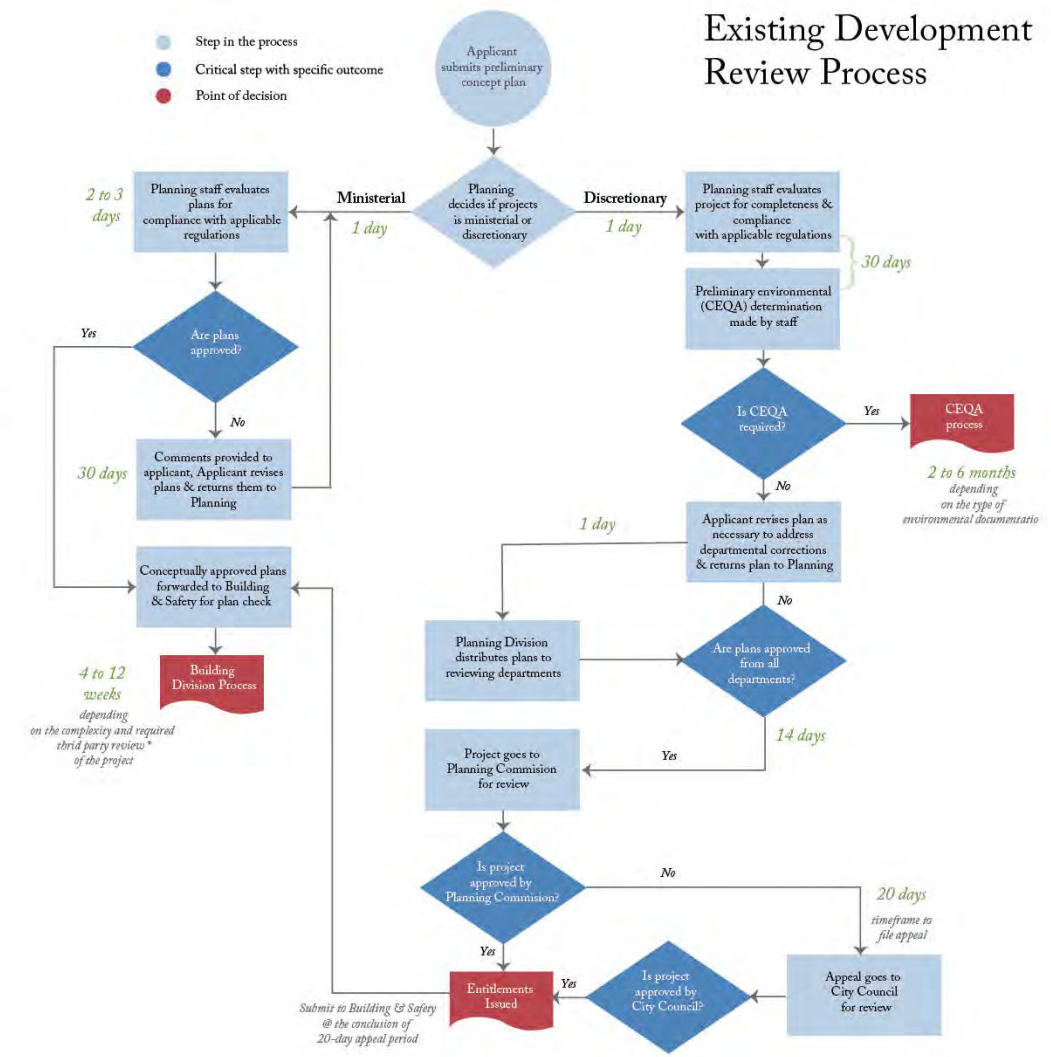 Existing Development
Review Process
Step in the process
Critical step with specific outcome
Point of decision
Applicant
submits preliminary
concept plan
Planning
decides if projects
is ministerial or
discretionary
Ministerial
1 day
Discretionary
1 day
2 to 3
days
Planning staff evaluates
plans for
compliance with applicable
regulations
Are plans
approved?
Yes
No
30 days
Comments provided to
applicant, Applicant revises
plans & returns them to
Planning
Conceptually approved plans
forwarded to Building
& Safety for plan check
Building
Division Process
4 to 12
weeks
depending
on the complexity and required
thrid party review *
of the project
Planning staff evaluates
project for completeness &
compliance
with applicable regulations
30 days
Preliminary environmental
(CEQA) determination
made by staff
Is CEQA
required?
Yes
CEQA
process
2 to 6 months
depending
on the type of
environmental documentatio
No
Applicant revises plan as
necessary to address
departmental corrections
& returns plan to Planning
1 day
No
Planning Division
distributes plans to
reviewing departments
Are plans approved
from all
departments?
14 days
Yes
Project goes to
Planning Commision
for review
Is project
approved by
Planning Commision?
No
20 days
timeframe to
file appeal
Yes
Appeal goes to
City Council
for review
Is project
approved by
City Council?
Yes
Entitlements
Issued
Submit to Building & Safety
@ the conclusion of
20-day appeal period